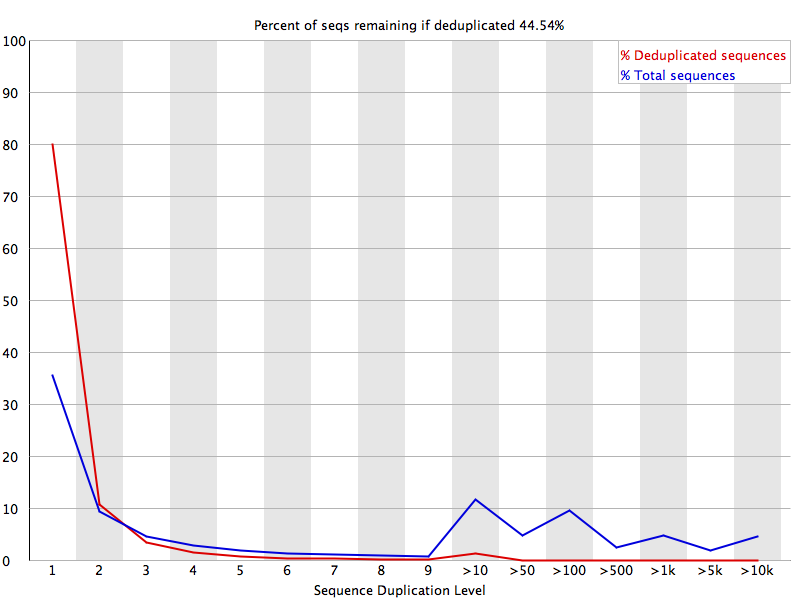 Percent of seqs remaining if deduplicated 44.54%
% Deduplicated sequences
% Total sequences
100
90
80
70
60
50
40
30
20
10
0
1 2 3 4 5 6 7 8 9 >10 >50 >100 >500 >1k >5k >10k
Sequence Duplication Level